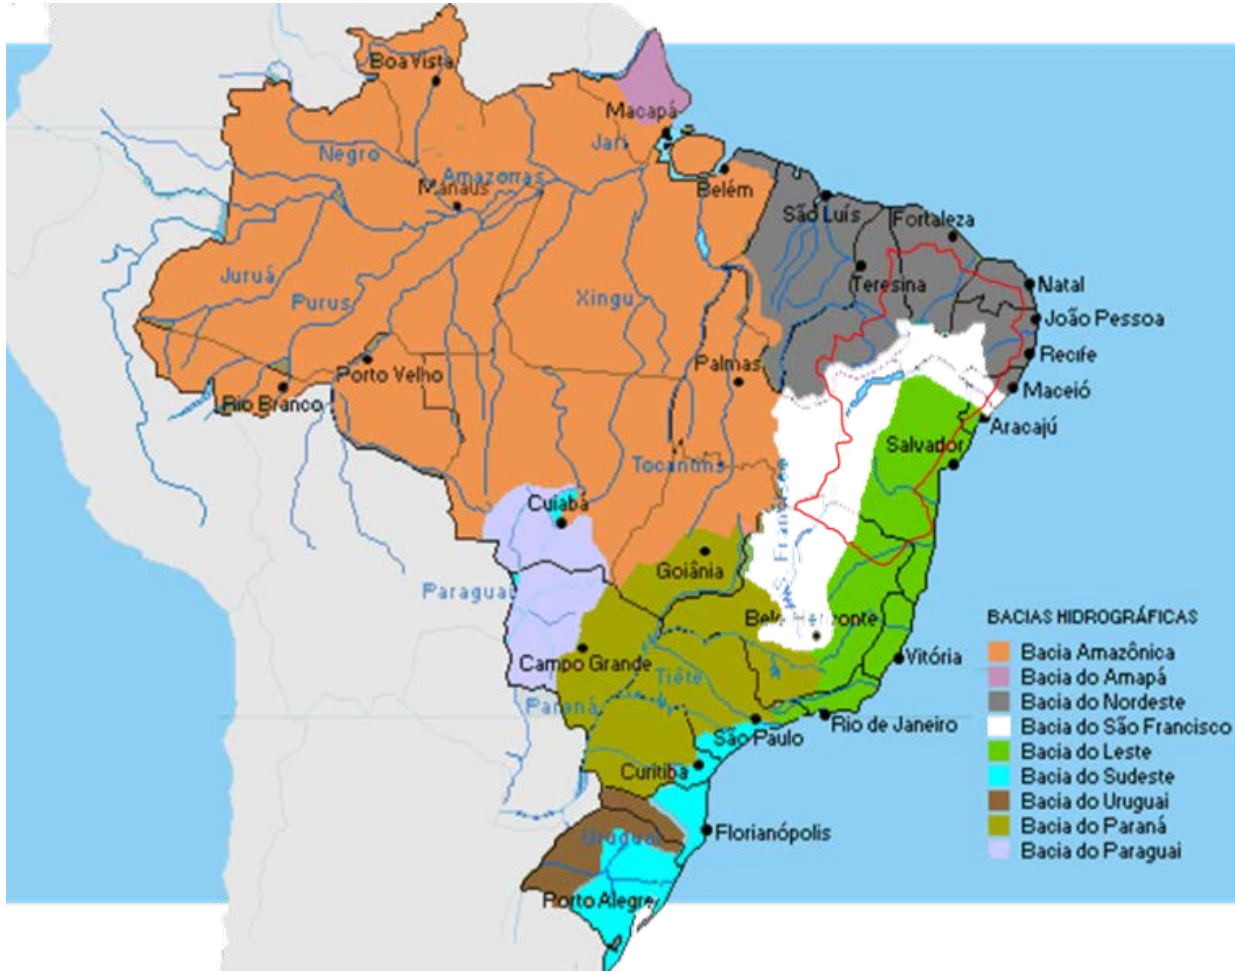 Boa Vista
Macapá
Jari
Negro
Amazonas
Manaus
Belém
São Luís
Fortaleza
Juruá
Purus
Xingu
Teresina
Natal
João Pessoa
Porto Velho
Palmas
Recife
Rio Branco
Maceió
Aracajú
Salvador
Tocantins
Cuiabá
S. Francisco
Goiânia
Paraguai
Belo Horizonte
BACIAS HIDROGRÁFICAS
Campo Grande
Tiête
Vitória
Bacia Amazônica
Bacia do Amapá
Paraná
Bacia do Nordeste
São Paulo
Rio de Janeiro
Bacia do São Francisco
Bacia do Leste
Curitiba
Bacia do Sudeste
Bacia do Uruguai
Uruguai
Florianópolis
Bacia do Paraná
Bacia do Paraguai
Porto Alegre